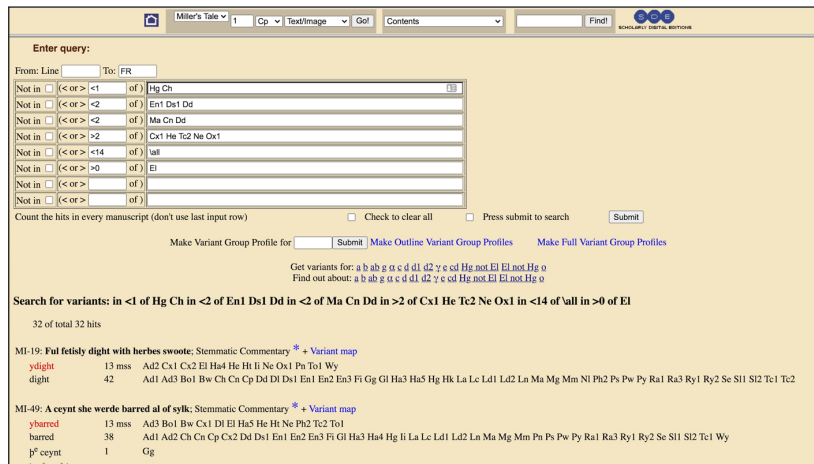 Miller's Tale 1 Cp Text/Image Go! Contents Find! SDE
SCHOLARLY DIGITAL EDITIONS
Enter query:
From: Line To: FR
Not in (< or > <1 of ) Hg Ch
Not in (< or > <2 of ) En1 Ds1 Dd
Not in (< or > <2 of ) Ma Cn Dd
Not in (< or > >2 of ) Cx1 He Tc2 Ne Ox1
Not in (< or > <14 of ) \all
Not in (< or > >0 of ) El
Not in (< or > of )
Not in (< or > of )
Count the hits in every manuscript (don't use last input row) Check to clear all Press submit to search Submit
Make Variant Group Profile for Submit Make Outline Variant Group Profiles Make Full Variant Group Profiles
Get variants for: a b ab g α c d d1 d2 γ e cd Hg not El El not Hg o
Find out about: a b ab g α c d d1 d2 γ e cd Hg not El El not Hg o
Search for variants: in <1 of Hg Ch in <2 of En1 Ds1 Dd in <2 of Ma Cn Dd in >2 of Cx1 He Tc2 Ne Ox1 in <14 of \all in >0 of El
32 of total 32 hits
MI-19: Ful fetisly dight with herbes swoote; Stemmatic Commentary * + Variant map
ydight 13 mss Ad2 Cx1 Cx2 El Ha4 He Ht Ii Ne Ox1 Pn To1 Wy
dight 42 Ad1 Ad3 Bo1 Bw Ch Cn Cp Dd Dl Ds1 En1 En2 En3 Fi Gg Gl Ha3 Ha5 Hg Hk La Lc Ld1 Ld2 Ln Ma Mg Mm Nl Ph2 Ps Pw Py Ra1 Ra3 Ry1 Ry2 Se Sl1 Sl2 Tc1 Tc2
MI-49: A ceynt she werde barred al of sylk; Stemmatic Commentary * + Variant map
ybarred 13 mss Ad3 Bo1 Bw Cx1 Dl El Ha5 He Ht Ne Ph2 Tc2 To1
barred 38 Ad1 Ad2 Ch Cn Cp Cx2 Dd Ds1 En1 En2 En3 Fi Gl Ha3 Ha4 Hg Ii La Lc Ld1 Ld2 Ln Ma Mg Mm Pn Ps Pw Py Ra1 Ra3 Ry1 Ry2 Se Sl1 Sl2 Tc1 Wy
þe ceynt 1 Gg